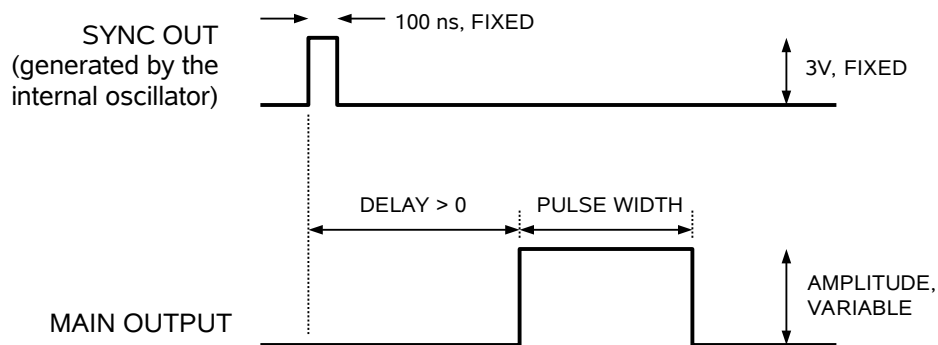 100 ns, FIXED
SYNC OUT
(generated by the
internal oscillator)
3V, FIXED
DELAY > 0
PULSE WIDTH
AMPLITUDE,
VARIABLE
MAIN OUTPUT